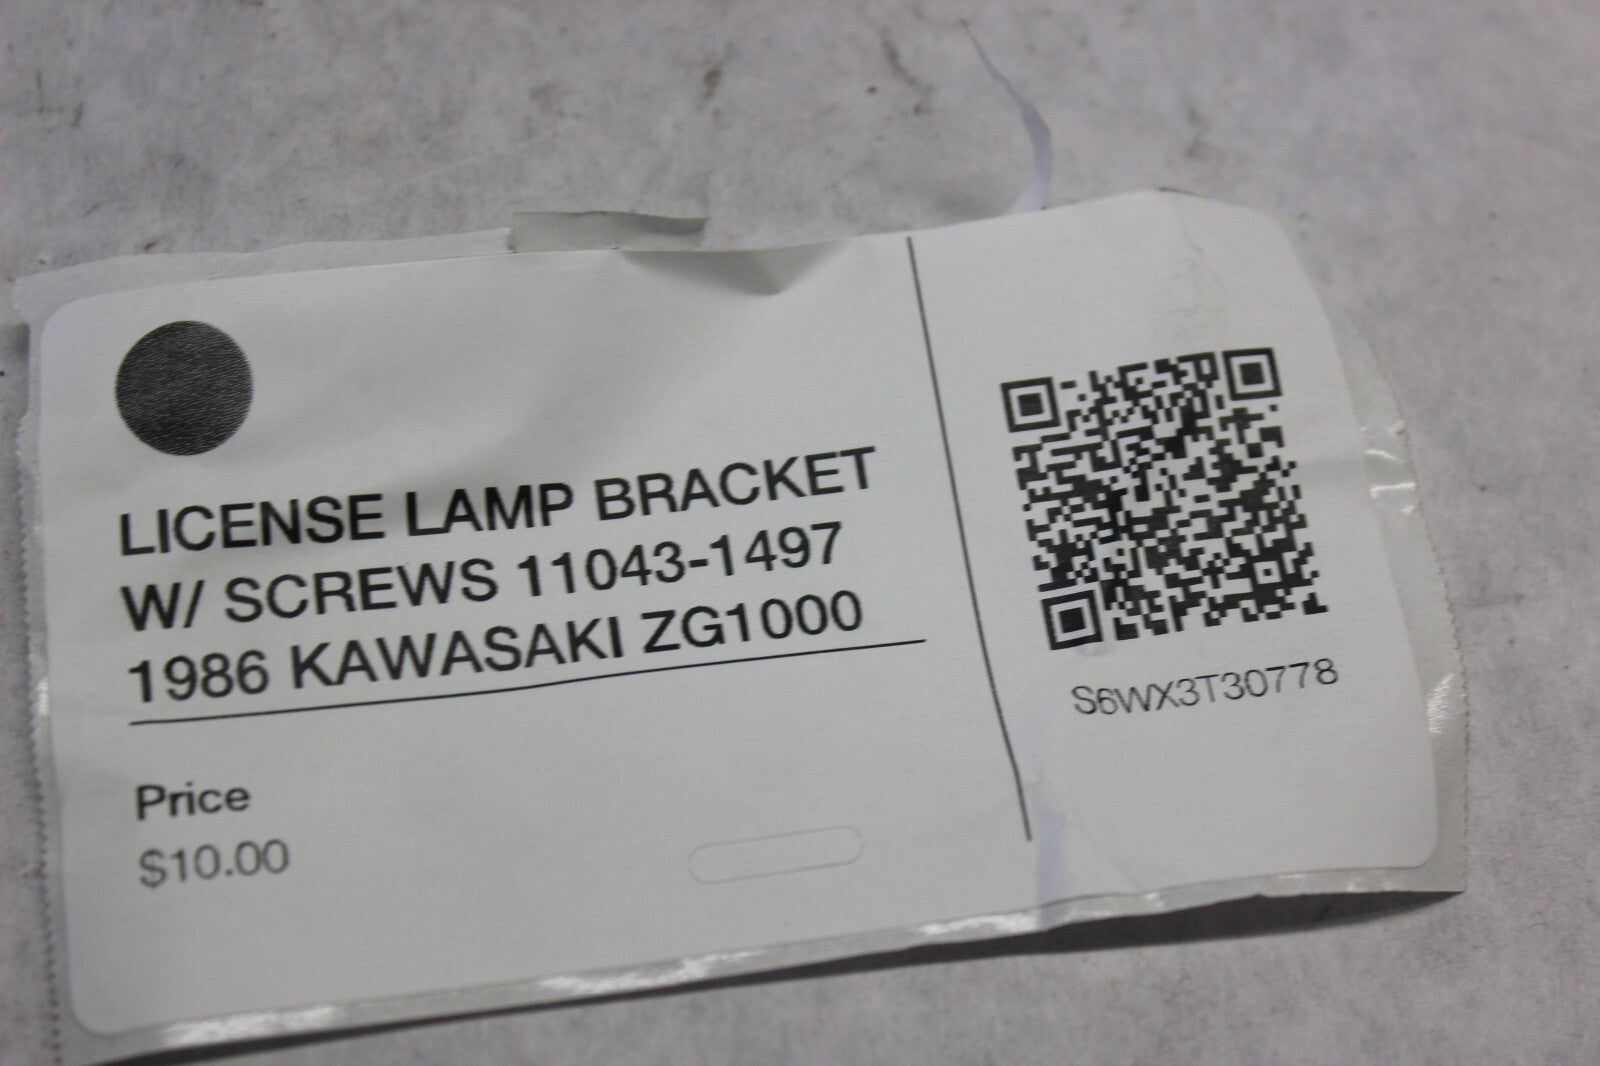 LICENSE LAMP BRACKET
W/ SCREWS 11043-1497
1986 KAWASAKI ZG1000
Price
$10.00
S6WX3T30778